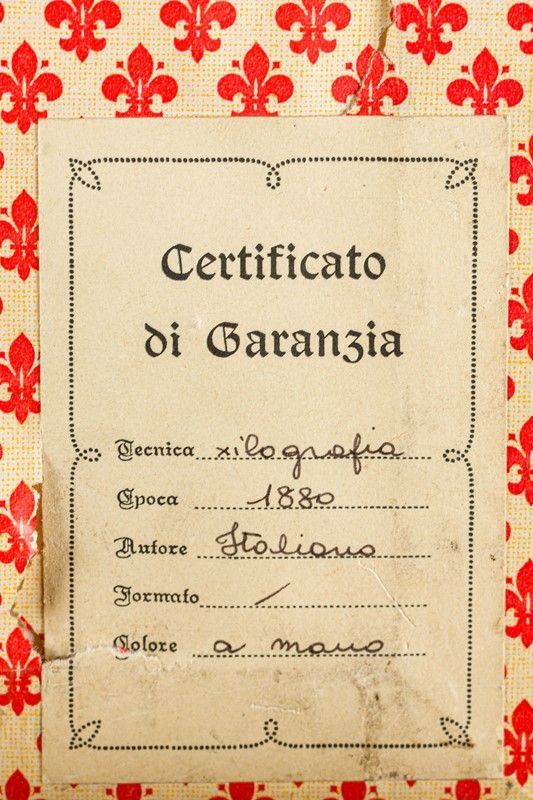 Certificato
di Garanzia
Tecnica xilografia
Epoca 1880
Autore Italiano
Formato /
Colore a mano